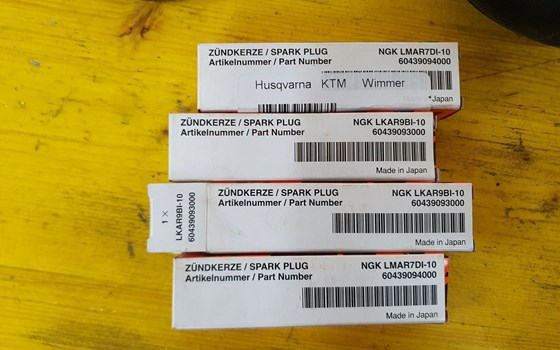 ZÜNDKERZE / SPARK PLUG NGK LMAR7DI-10
Artikelnummer / Part Number 60439094000
Husqvarna KTM Wimmer
*Japan
ZÜNDKERZE / SPARK PLUG NGK LKAR9BI-10
Artikelnummer / Part Number 60439093000
Made in Japan
1 ×
LKAR9BI-10
60439093000
ZÜNDKERZE / SPARK PLUG NGK LKAR9BI-10
Artikelnummer / Part Number 60439093000
Made in Japan
ZÜNDKERZE / SPARK PLUG NGK LMAR7DI-10
Artikelnummer / Part Number 60439094000
Made in Japan